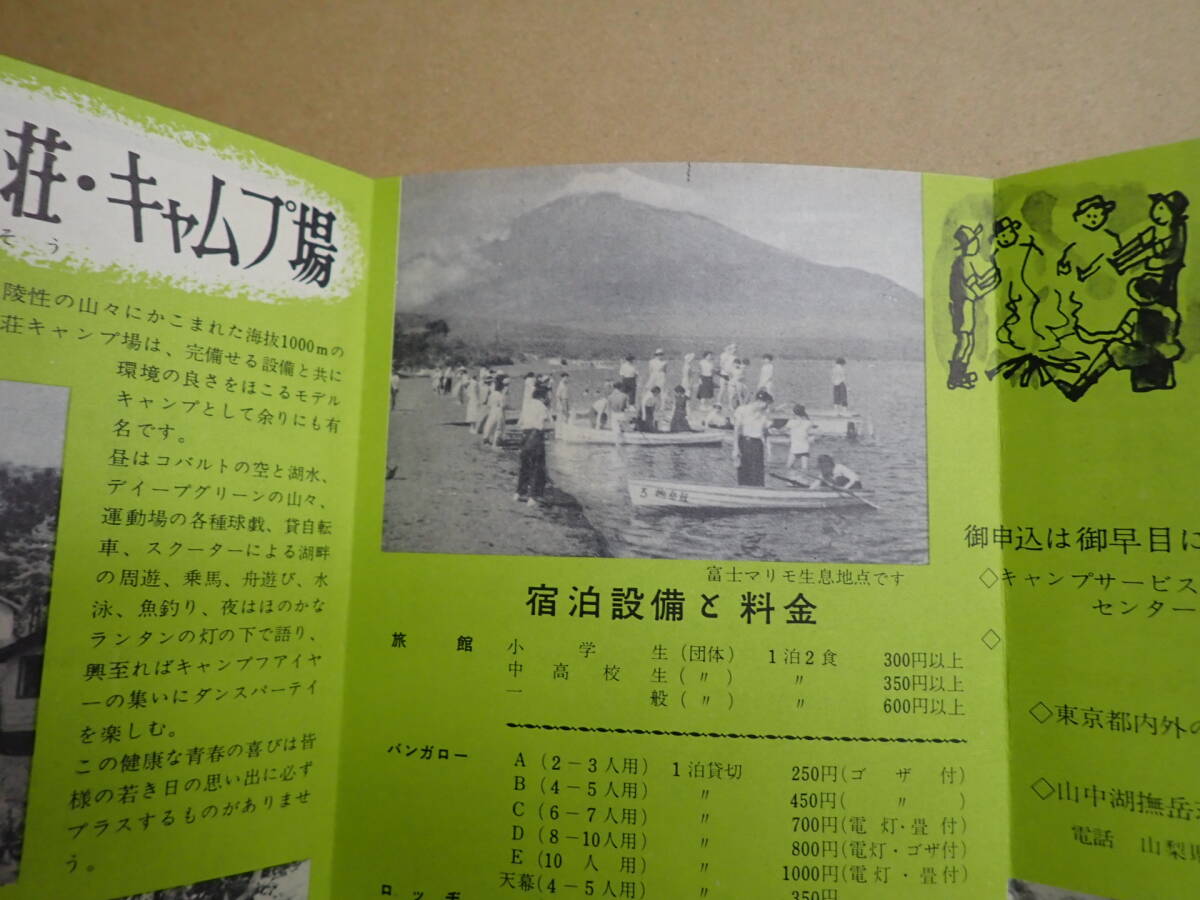 荘・キャムプ場
そう
陵性の山々にかこまれた海抜1000mの
荘キャンプ場は、完備せる設備と共に
環境の良さをほこるモデル
キャンプとして余りにも有
名です。
昼はコバルトの空と湖水、
デイープグリーンの山々、
運動場の各種球戯、貸自転
車、スクーターによる湖畔
の周遊、乗馬、舟遊び、水
泳、魚釣り、夜はほのかな
ランタンの灯の下で語り、
興至ればキャンプファイヤ
ーの集いにダンスパーテイ
を楽しむ。
この健康な青春の喜びは皆
様の若き日の思い出に必ず
プラスするものがありませ
う。
富士マリモ生息地点です
宿泊設備と料金
旅館 小学生(団体) 1泊2食 300円以上
中高校生(〃) 〃 350円以上
一般(〃) 〃 600円以上
バンガロー A(2-3人用) 1泊貸切 250円(ゴザ付)
B(4-5人用) 〃 450円(〃)
C(6-7人用) 〃 700円(電灯・畳付)
D(8-10人用) 〃 800円(電灯・ゴザ付)
E(10人用) 〃 1000円(電灯・畳付)
天幕(4-5人用) 〃 350円
ロッヂ
御申込は御早目に
◇キャンプサービス
センター
◇
◇東京都内外の
◇山中湖撫岳
電話 山梨